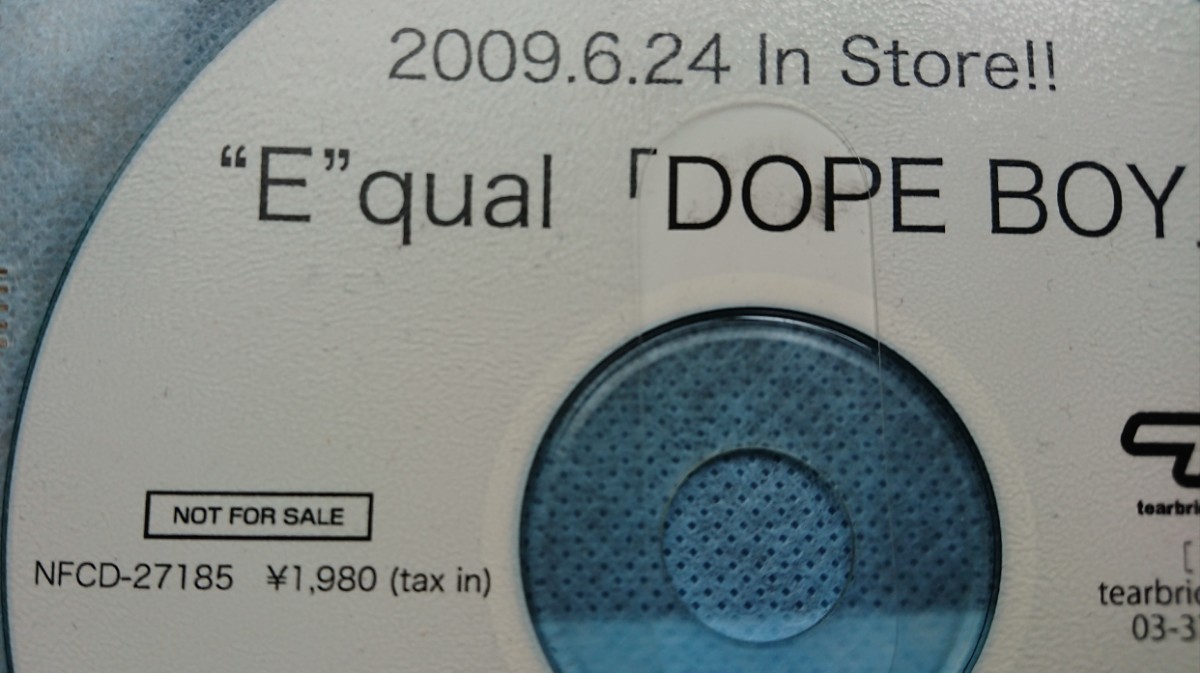 2009.6.24 In Store!!
“E”qual 「DOPE BOY」
NOT FOR SALE
NFCD-27185 ¥1,980 (tax in)